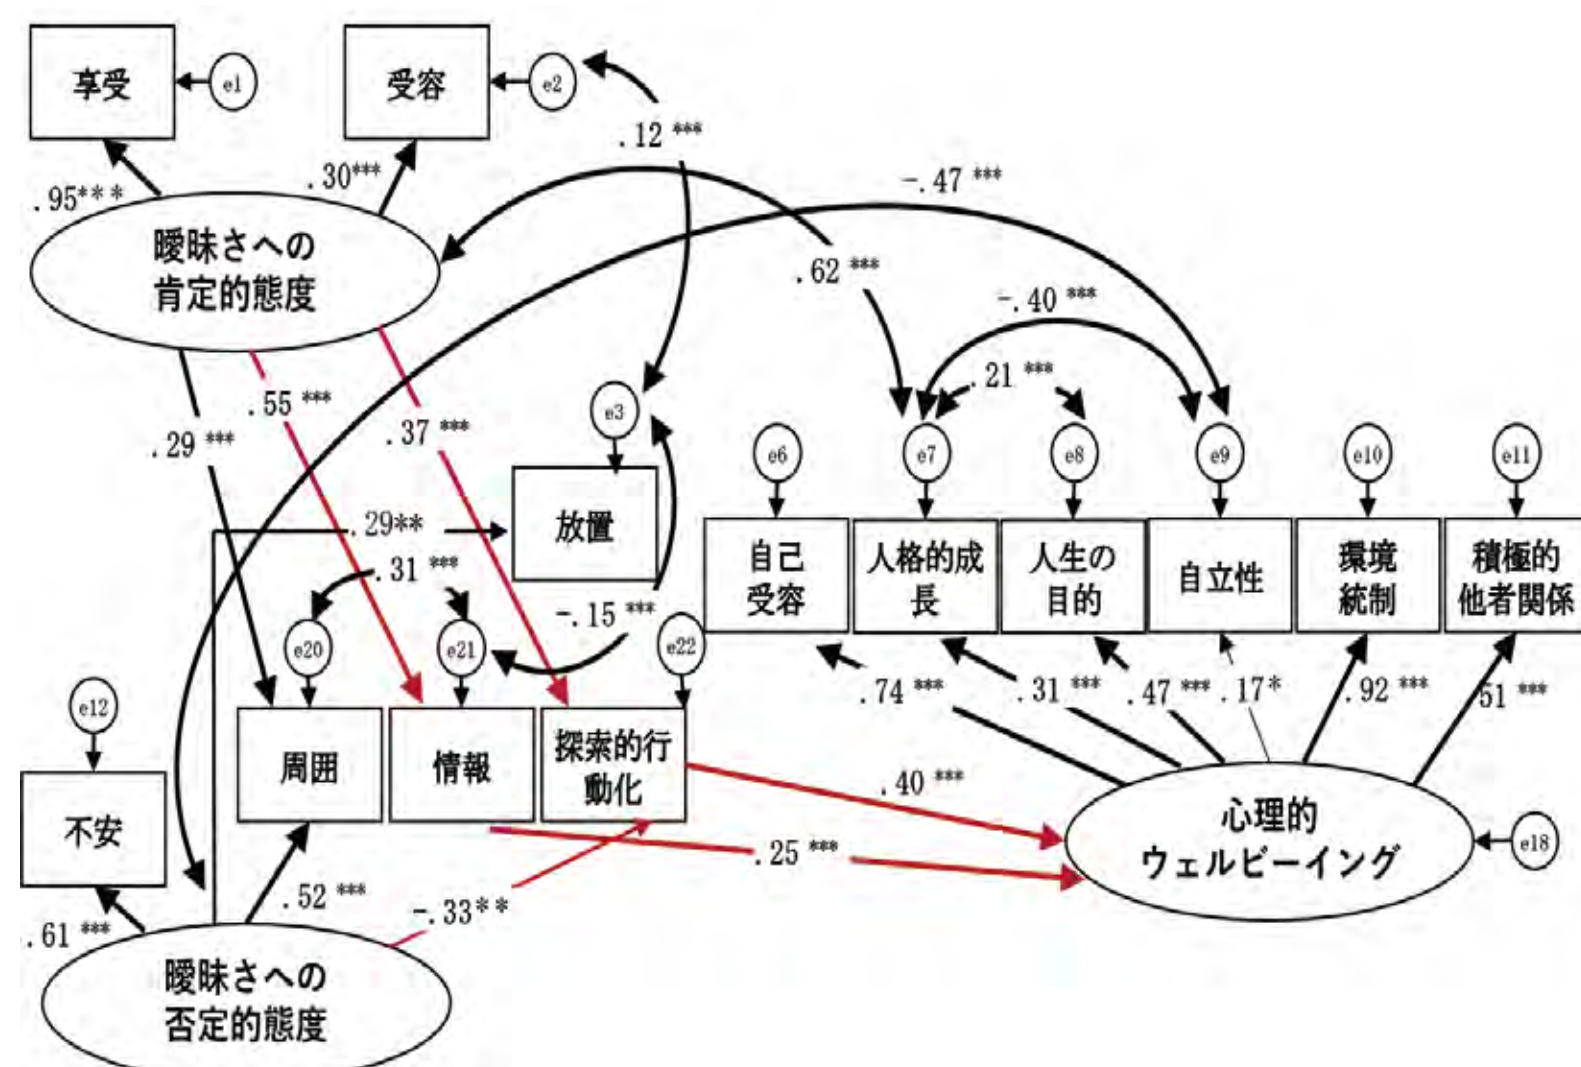 享受
e1
受容
e2
.12 ***
.95***
.30***
-.47 ***
曖昧さへの
肯定的態度
.62 ***
-.40 ***
.21 ***
.55 ***
.37 ***
.29 ***
e3
e6
e7
e8
e9
e10
e11
放置
.29**
.31 ***
自己
受容
人格的成
長
人生の
目的
自立性
環境
統制
積極的
他者関係
-.15 ***
e20
e21
e22
.74 ***
.31 ***
.47 ***
.17*
.92 ***
51 ***
e12
周囲
情報
探索的行
動化
不安
.40 ***
.25 ***
心理的
ウェルビーイング
e18
.52 ***
-.33**
.61 ***
曖昧さへの
否定的態度